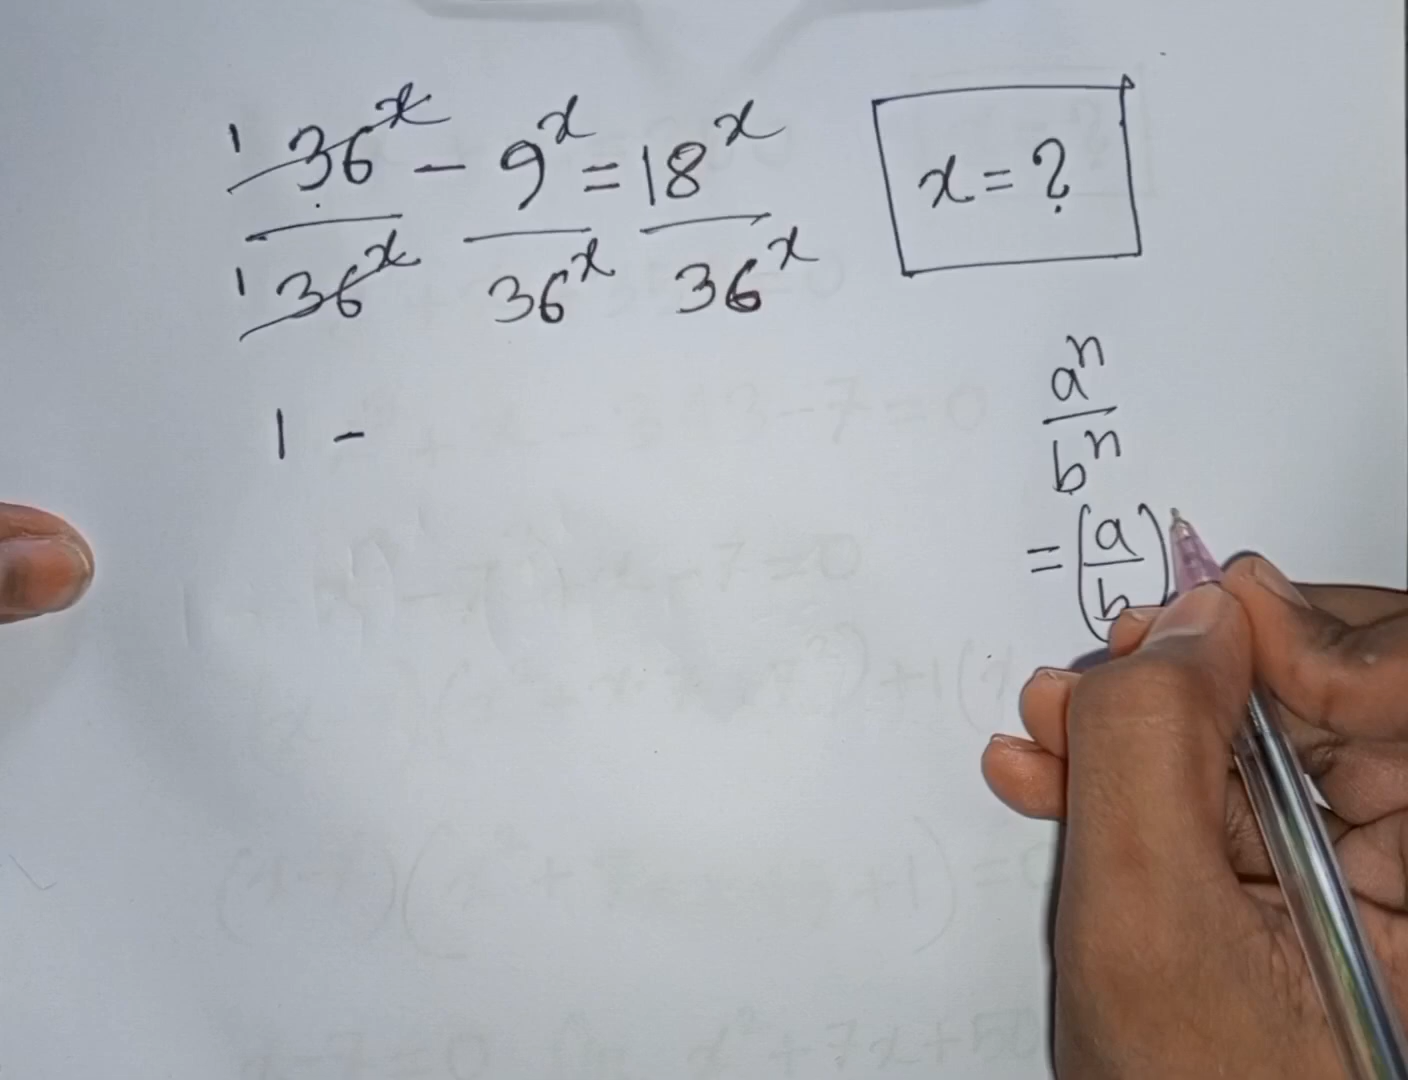 1 36^x - 9^x = 18^x
1 36^x 36^x 36^x
x = ?
1 -
a^n
b^n
= (a
b)